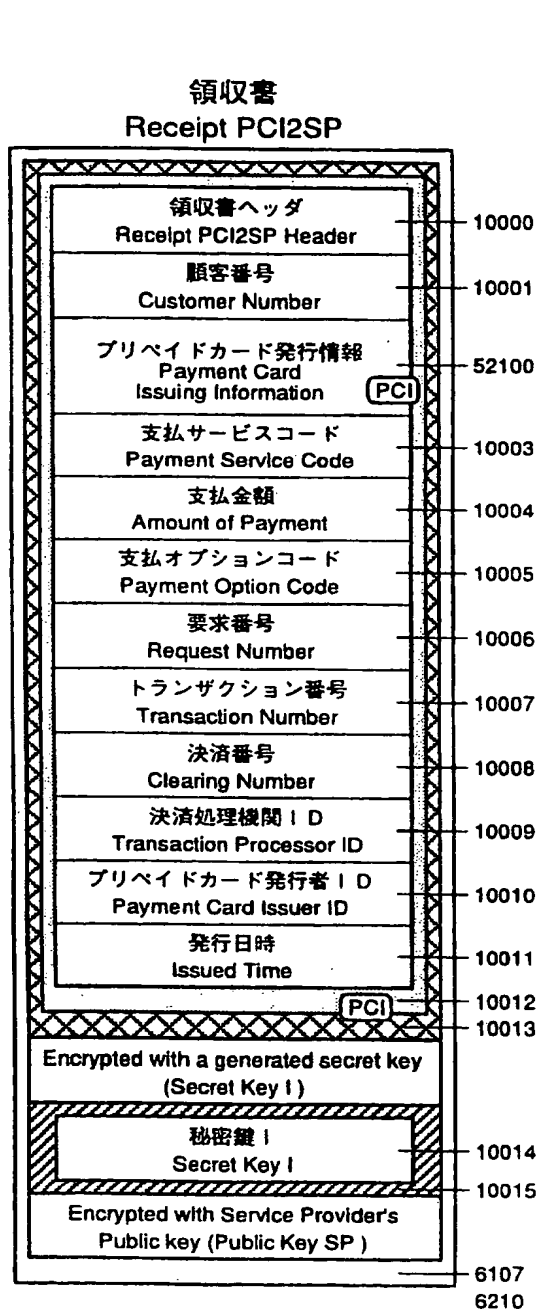 領収書
Receipt PCI2SP
領収書ヘッダ
Receipt PCI2SP Header
10000
顧客番号
Customer Number
10001
プリペイドカード発行情報
Payment Card
Issuing Information
PCI
52100
支払サービスコード
Payment Service Code
10003
支払金額
Amount of Payment
10004
支払オプションコード
Payment Option Code
10005
要求番号
Request Number
10006
トランザクション番号
Transaction Number
10007
決済番号
Clearing Number
10008
決済処理機関ID
Transaction Processor ID
10009
プリペイドカード発行者ID
Payment Card Issuer ID
10010
発行日時
Issued Time
10011
PCI
10012
10013
Encrypted with a generated secret key
(Secret Key I)
秘密鍵I
Secret Key I
10014
10015
Encrypted with Service Provider's
Public key (Public Key SP )
6107
6210